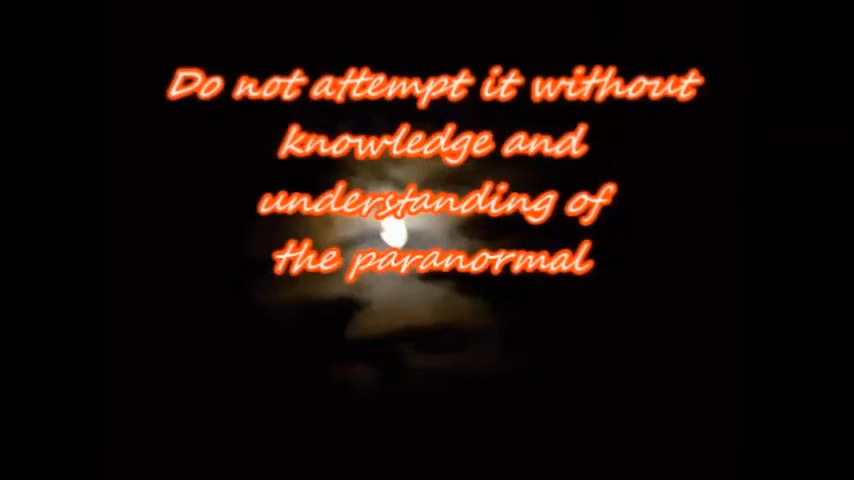 Do not attempt it without
knowledge and
understanding of
the paranormal